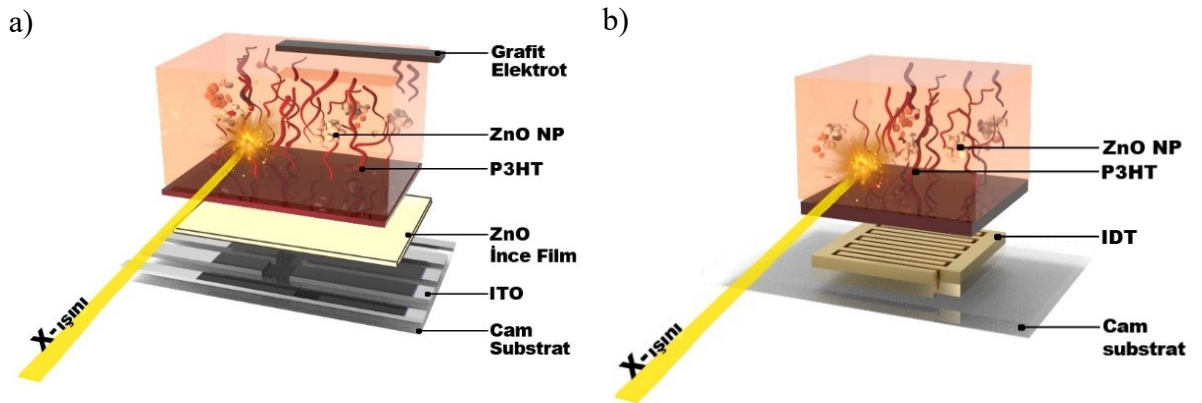 a)
Grafit
Elektrot
ZnO NP
P3HT
ZnO
İnce Film
ITO
Cam
Substrat
X-ışını
b)
ZnO NP
P3HT
IDT
Cam
substrat
X-ışını